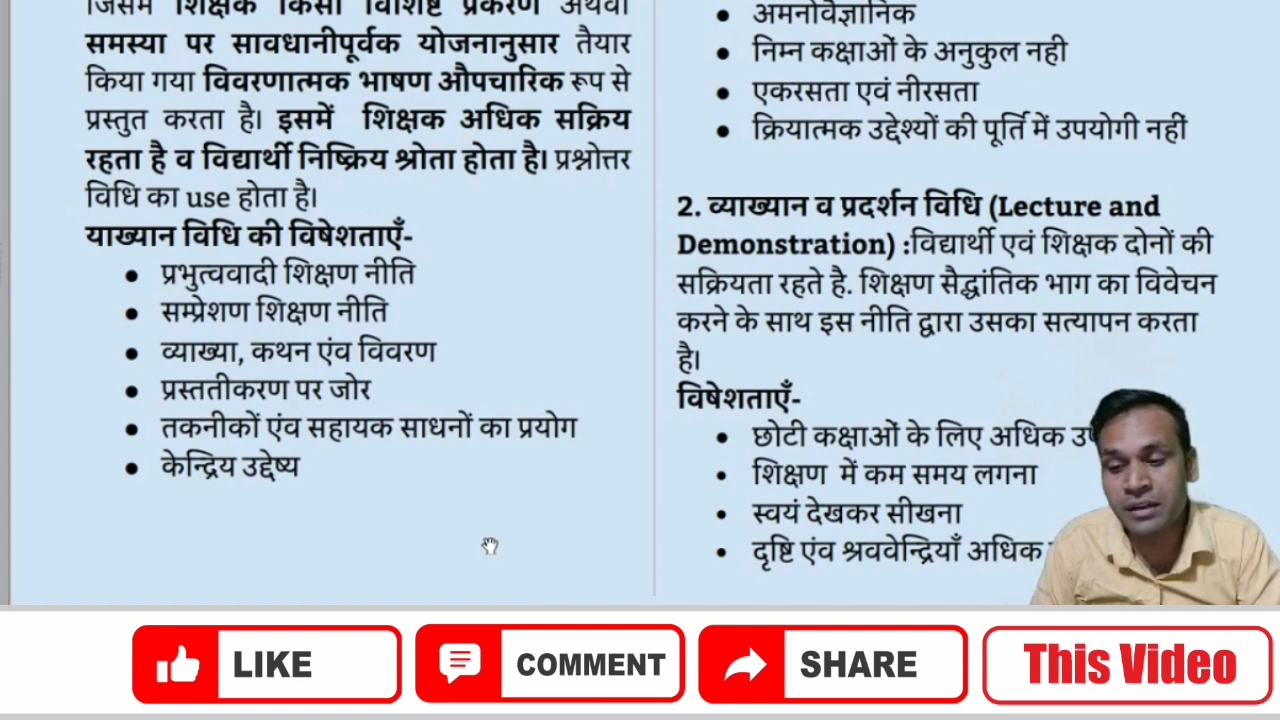 जिसमें शिक्षक किसी विशिष्ट प्रकरण अथवा
समस्या पर सावधानीपूर्वक योजनानुसार तैयार
किया गया विवरणात्मक भाषण औपचारिक रूप से
प्रस्तुत करता है। इसमें शिक्षक अधिक सक्रिय
रहता है व विद्यार्थी निष्क्रिय श्रोता होता है। प्रश्नोत्तर
विधि का use होता है।
याख्यान विधि की विषेशताएँ-
• प्रभुत्ववादी शिक्षण नीति
• सम्प्रेशण शिक्षण नीति
• व्याख्या, कथन एंव विवरण
• प्रस्ततीकरण पर जोर
• तकनीकों एंव सहायक साधनों का प्रयोग
• केन्द्रिय उद्देष्य
• अमनोवैज्ञानिक
• निम्न कक्षाओं के अनुकुल नही
• एकरसता एवं नीरसता
• क्रियात्मक उद्देश्यों की पूर्ति में उपयोगी नहीं
2. व्याख्यान व प्रदर्शन विधि (Lecture and
Demonstration) :विद्यार्थी एवं शिक्षक दोनों की
सक्रियता रहते है. शिक्षण सैद्धांतिक भाग का विवेचन
करने के साथ इस नीति द्वारा उसका सत्यापन करता
है।
विषेशताएँ-
• छोटी कक्षाओं के लिए अधिक
• शिक्षण में कम समय लगना
• स्वयं देखकर सीखना
• दृष्टि एंव श्रववेन्द्रियाँ अधिक
LIKE
COMMENT
SHARE
This Video